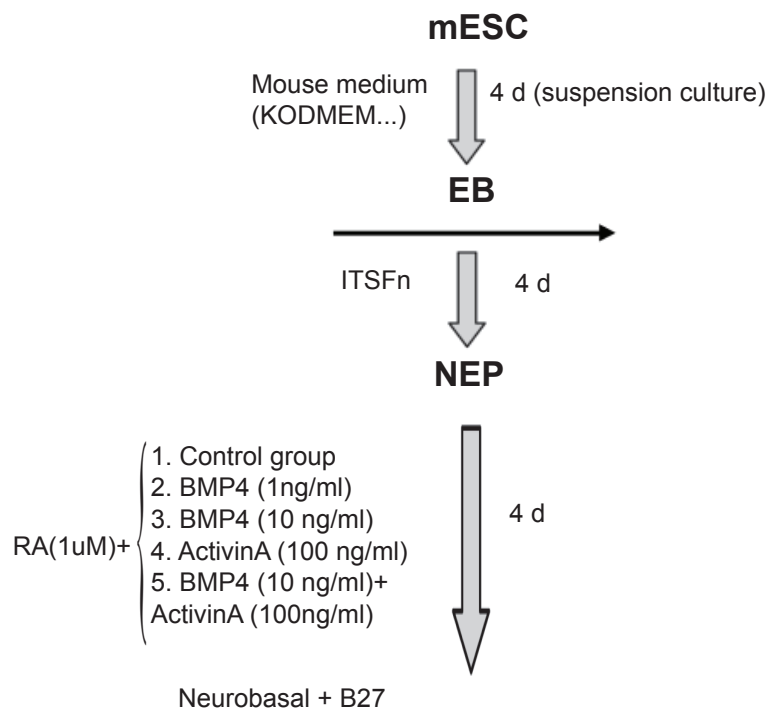 mESC
Mouse medium
(KODMEM...)
4 d (suspension culture)
EB
ITSFn
4 d
NEP
RA(1uM)+
1. Control group
2. BMP4 (1ng/ml)
3. BMP4 (10 ng/ml)
4. ActivinA (100 ng/ml)
5. BMP4 (10 ng/ml)+
ActivinA (100ng/ml)
4 d
Neurobasal + B27